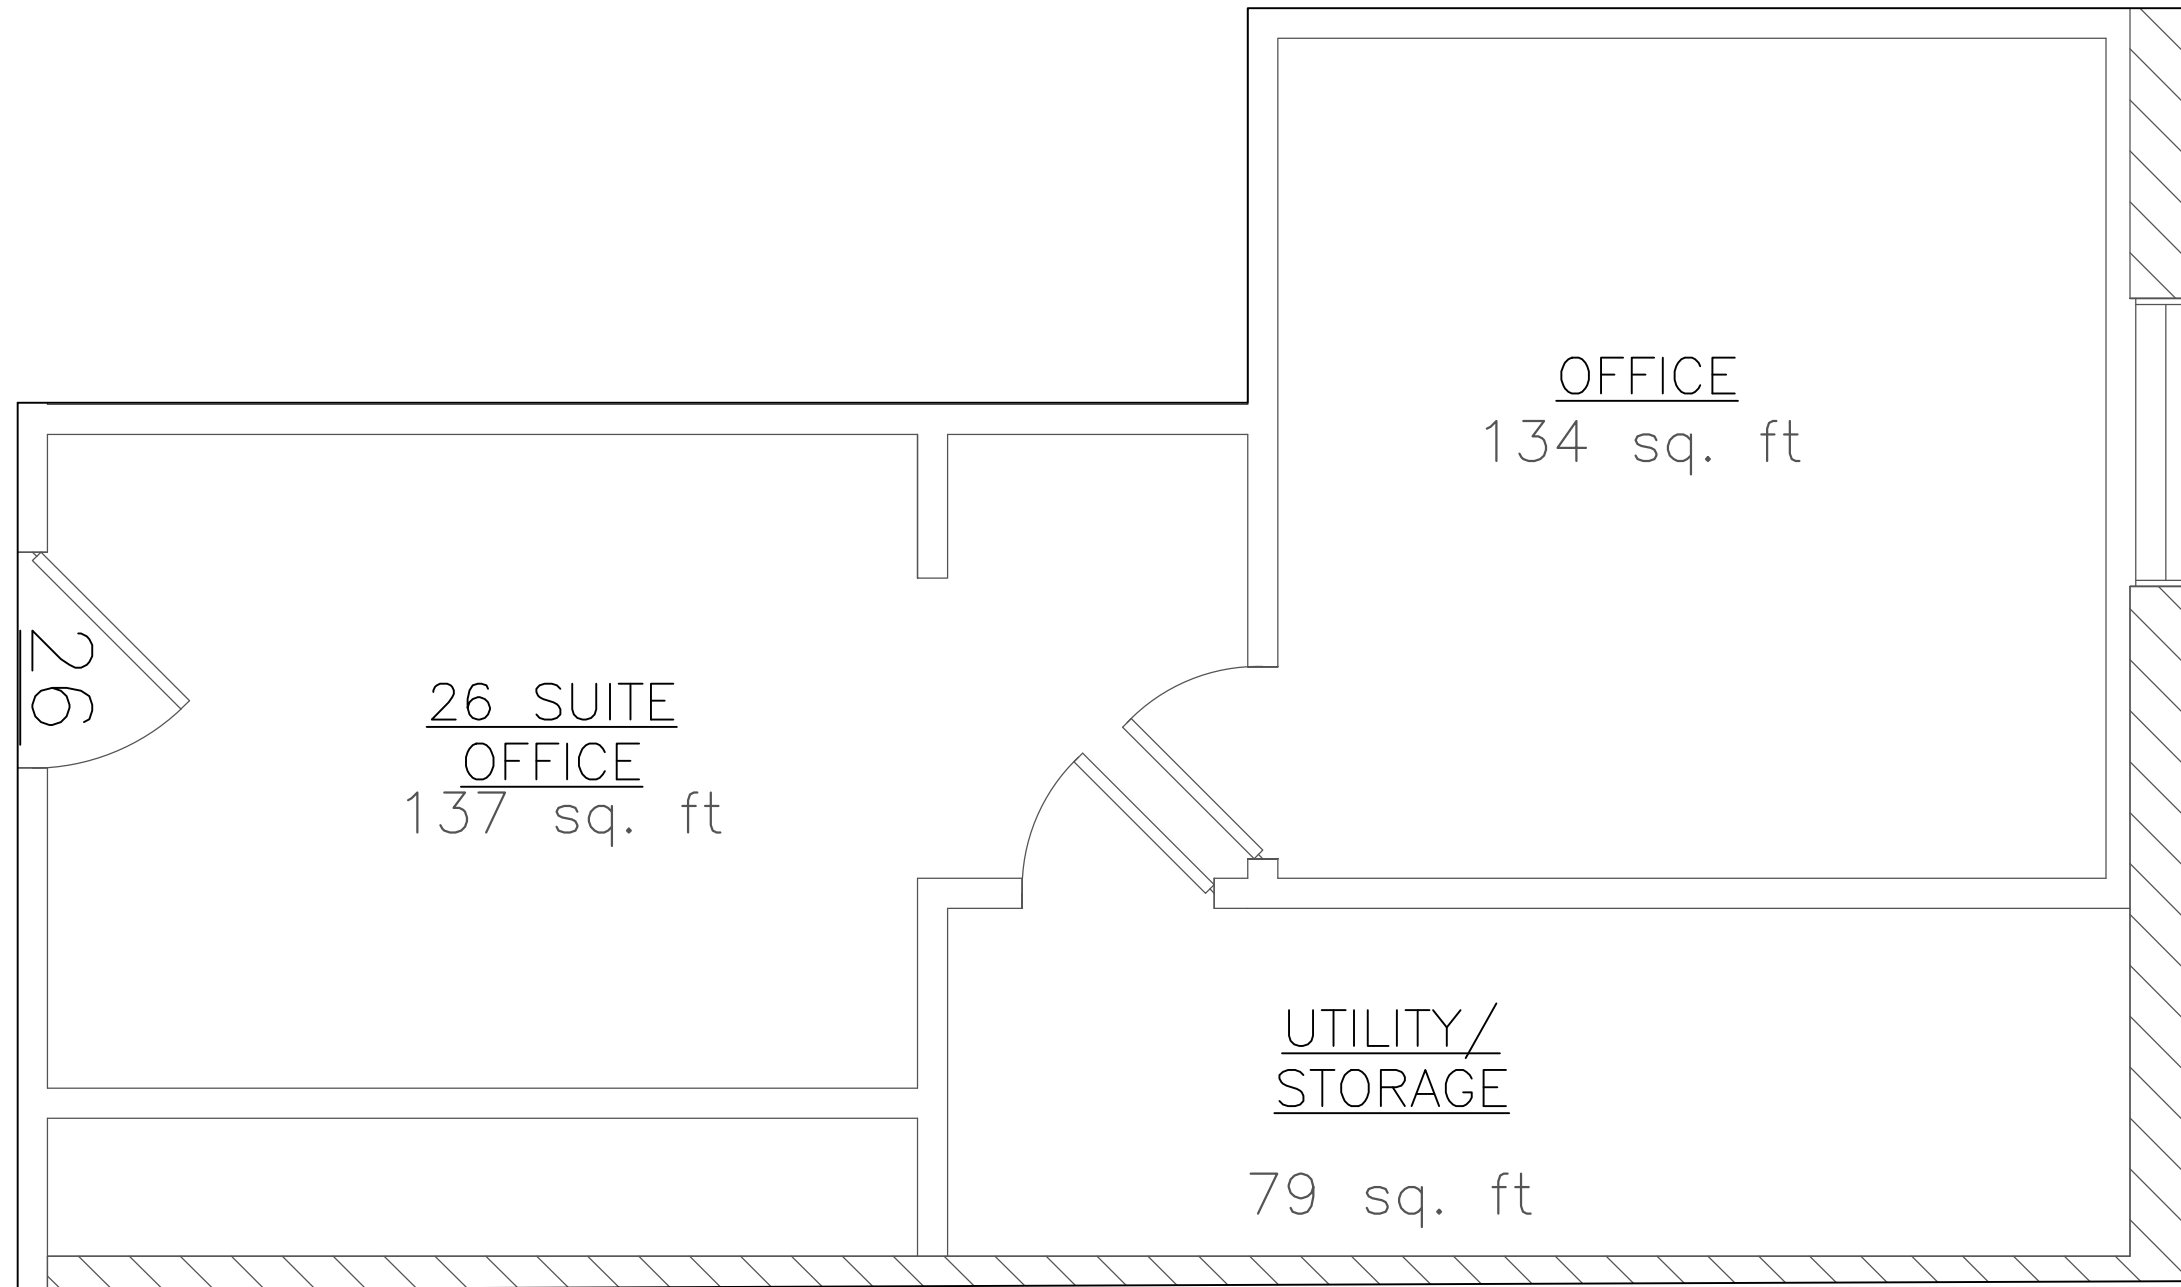 OFFICE
134 sq. ft
26
26 SUITE
OFFICE
137 sq. ft
UTILITY/
STORAGE
79 sq. ft